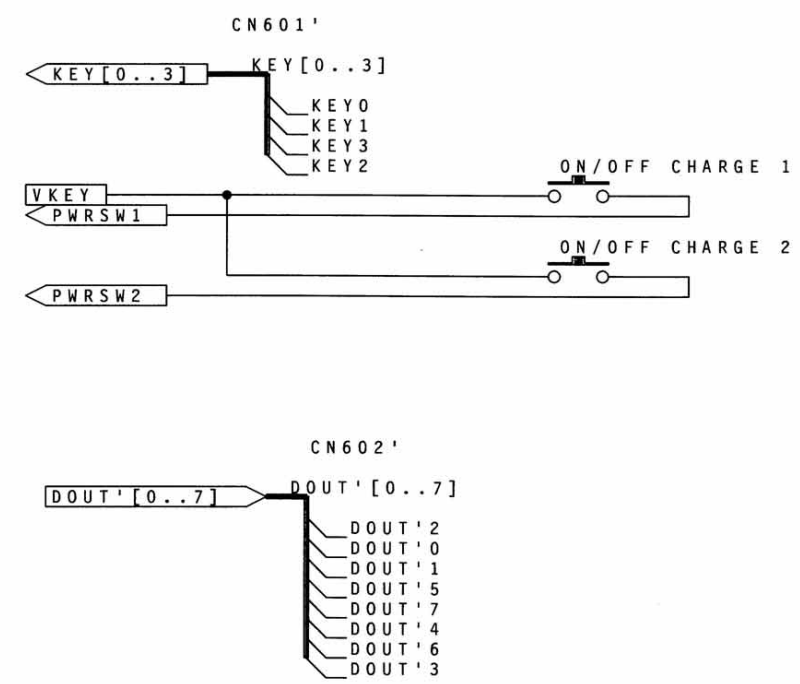 CN601'
KEY[0..3]
KEY[0..3]
KEY0
KEY1
KEY3
KEY2
ON/OFF CHARGE 1
VKEY
PWRSW1
ON/OFF CHARGE 2
PWRSW2
CN602'
DOUT'[0..7]
DOUT'[0..7]
DOUT'2
DOUT'0
DOUT'1
DOUT'5
DOUT'7
DOUT'4
DOUT'6
DOUT'3